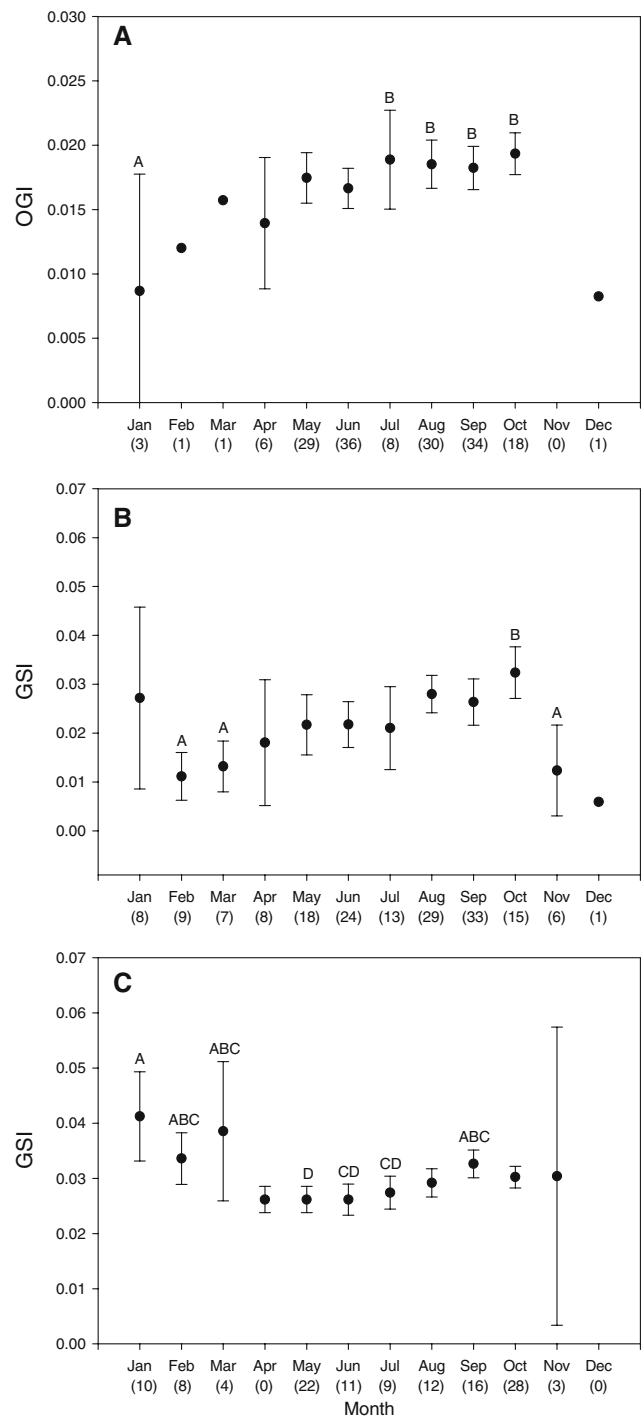 A
0.030
0.025
0.020
0.015
0.010
0.005
0.000
OGI
A B B B B
Jan Feb Mar Apr May Jun Jul Aug Sep Oct Nov Dec
(3) (1) (1) (6) (29) (36) (8) (30) (34) (18) (0) (1)
B
0.07
0.06
0.05
0.04
0.03
0.02
0.01
0.00
GSI
A A B A
Jan Feb Mar Apr May Jun Jul Aug Sep Oct Nov Dec
(8) (9) (7) (8) (18) (24) (13) (29) (33) (15) (6) (1)
C
0.07
0.06
0.05
0.04
0.03
0.02
0.01
0.00
GSI
A ABC ABC D CD CD ABC
Jan Feb Mar Apr May Jun Jul Aug Sep Oct Nov Dec
(10) (8) (4) (0) (22) (11) (9) (12) (16) (28) (3) (0)
Month